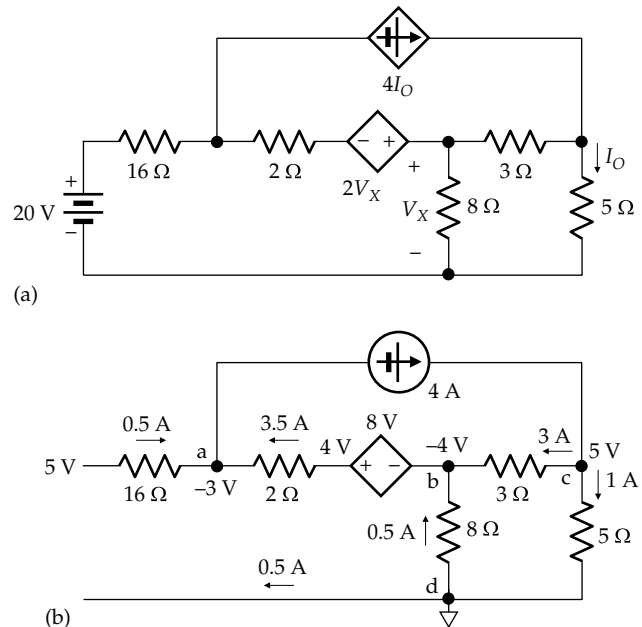 4I_O
16 Ω
2 Ω
− +
2V_X
+
3 Ω
I_O
+
20 V
−
V_X
8 Ω
5 Ω
−
(a)
4 A
0.5 A
a
3.5 A
4 V
8 V
−4 V
3 A
5 V
5 V
16 Ω
−3 V
2 Ω
+ −
b
3 Ω
c
1 A
0.5 A
8 Ω
5 Ω
0.5 A
d
(b)